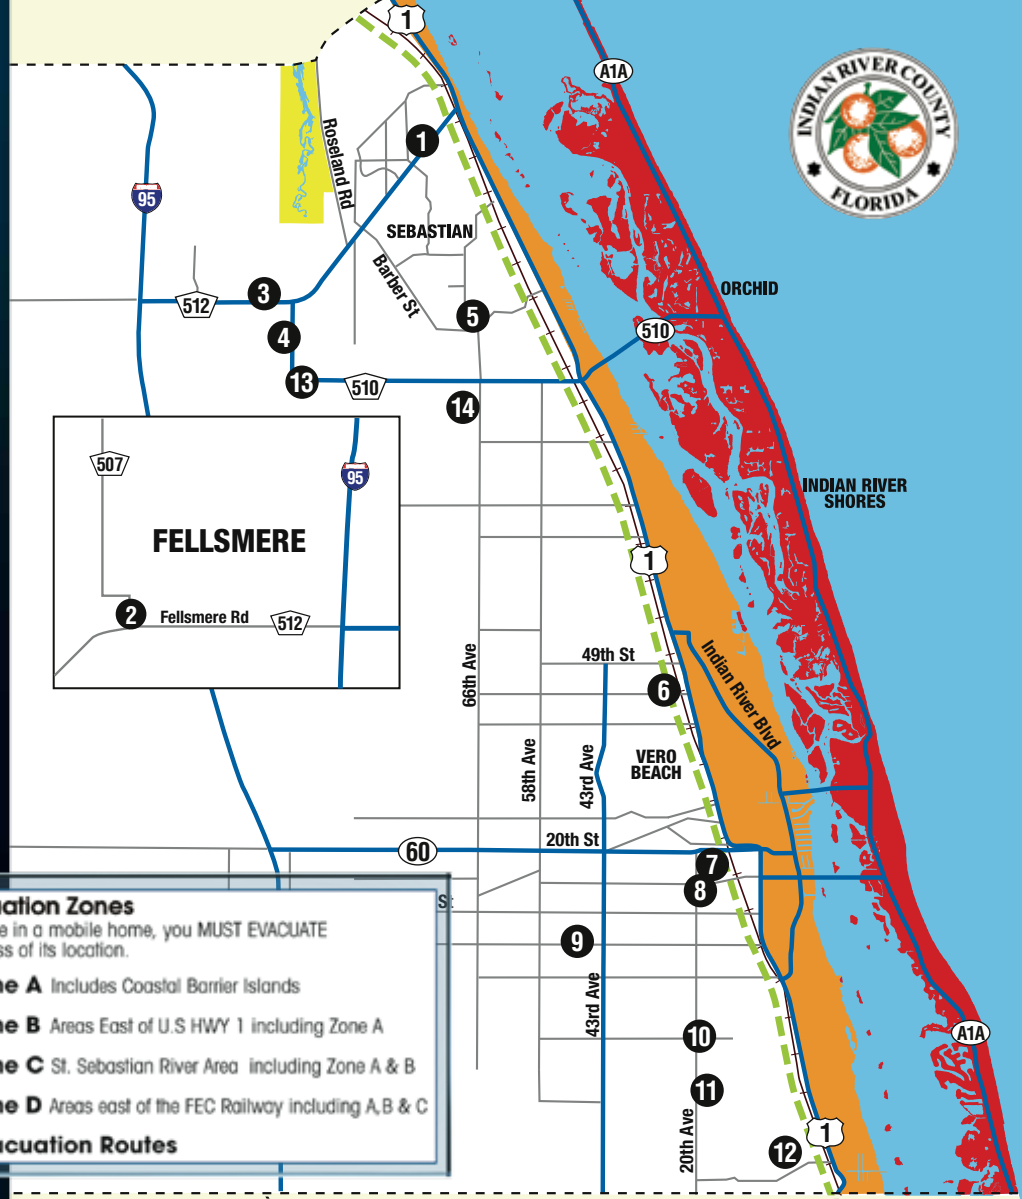 1
A1A
INDIAN RIVER COUNTY
FLORIDA
1
Roseland Rd
95
SEBASTIAN
Barber St
ORCHID
3
512
5
510
4
13
510
14
507
95
INDIAN RIVER
SHORES
FELLSMERE
1
2
Fellsmere Rd
512
66th Ave
49th St
Indian River Blvd
6
58th Ave
43rd Ave
VERO
BEACH
20th St
60
7
8
St
9
43rd Ave
uation Zones
e in a mobile home, you MUST EVACUATE
ss of its location.
ne A Includes Coastal Barrier Islands
ne B Areas East of U.S HWY 1 including Zone A
ne C St. Sebastian River Area including Zone A & B
ne D Areas east of the FEC Railway including A,B & C
acuation Routes
10
A1A
11
20th Ave
12
1